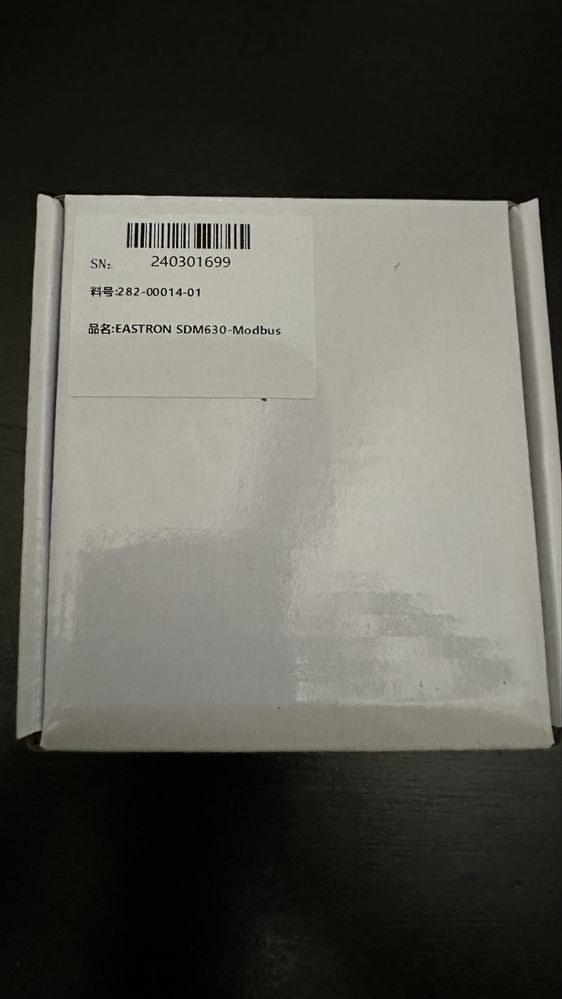 SN: 240301699
料号:282-00014-01
品名:EASTRON SDM630-Modbus